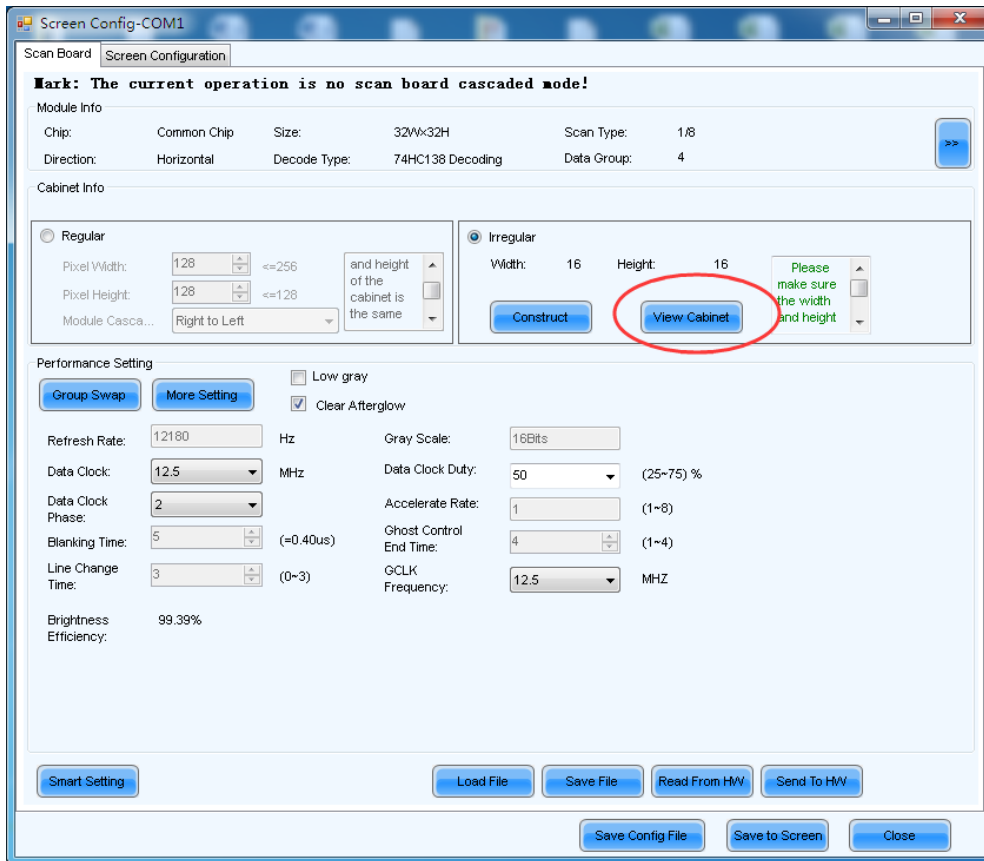 Screen Config-COM1
Scan Board
Screen Configuration
Mark: The current operation is no scan board cascaded mode!
Module Info
Chip: Common Chip Size: 32W×32H Scan Type: 1/8
Direction: Horizontal Decode Type: 74HC138 Decoding Data Group: 4
>>
Cabinet Info
Regular
Pixel Width: 128 <=256
Pixel Height: 128 <=128
Module Casca... Right to Left
and height
of the
cabinet is
the same
Irregular
Width: 16 Height: 16
Construct
View Cabinet
Please
make sure
the width
and height
Performance Setting
Group Swap
More Setting
Low gray
Clear Afterglow
Refresh Rate: 12180 Hz Gray Scale: 16Bits
Data Clock: 12.5 MHz Data Clock Duty: 50 (25~75) %
Data Clock
Phase: 2 Accelerate Rate: 1 (1~8)
Blanking Time: 5 (=0.40us) Ghost Control
End Time: 4 (1~4)
Line Change
Time: 3 (0~3) GCLK
Frequency: 12.5 MHZ
Brightness
Efficiency: 99.39%
Smart Setting
Load File
Save File
Read From HW
Send To HW
Save Config File
Save to Screen
Close